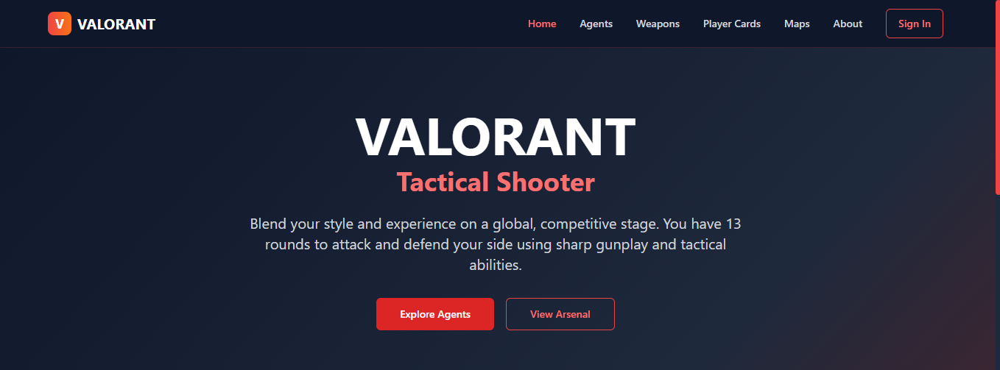 V VALORANT
Home Agents Weapons Player Cards Maps About Sign In
VALORANT
Tactical Shooter
Blend your style and experience on a global, competitive stage. You have 13
rounds to attack and defend your side using sharp gunplay and tactical
abilities.
Explore Agents View Arsenal